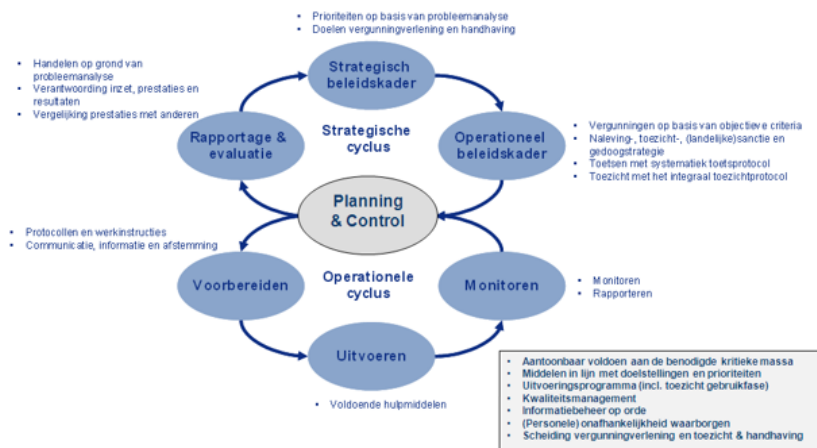 • Prioriteiten op basis van probleemanalyse
• Doelen vergunningverlening en handhaving
• Handelen op grond van
probleemanalyse
• Verantwoording inzet, prestaties en
resultaten
• Vergelijking prestaties met anderen
Strategisch
beleidskader
Rapportage &
evaluatie
Strategische
cyclus
Operationeel
beleidskader
• Vergunningen op basis van objectieve criteria
• Naleving-, toezicht-, (landelijke)sanctie en
gedoogstrategie
• Toetsen met systematiek toetsprotocol
• Toezicht met het integraal toezichtprotocol
Planning
& Control
• Protocollen en werkinstructies
• Communicatie, informatie en afstemming
Voorbereiden
Operationele
cyclus
Monitoren
• Monitoren
• Rapporteren
Uitvoeren
• Voldoende hulpmiddelen
• Aantoonbaar voldoen aan de benodigde kritieke massa
• Middelen in lijn met doelstellingen en prioriteiten
• Uitvoeringsprogramma (incl. toezicht gebruikfase)
• Kwaliteitsmanagement
• Informatiebeheer op orde
• (Personele) onafhankelijkheid waarborgen
• Scheiding vergunningverlening en toezicht & handhaving